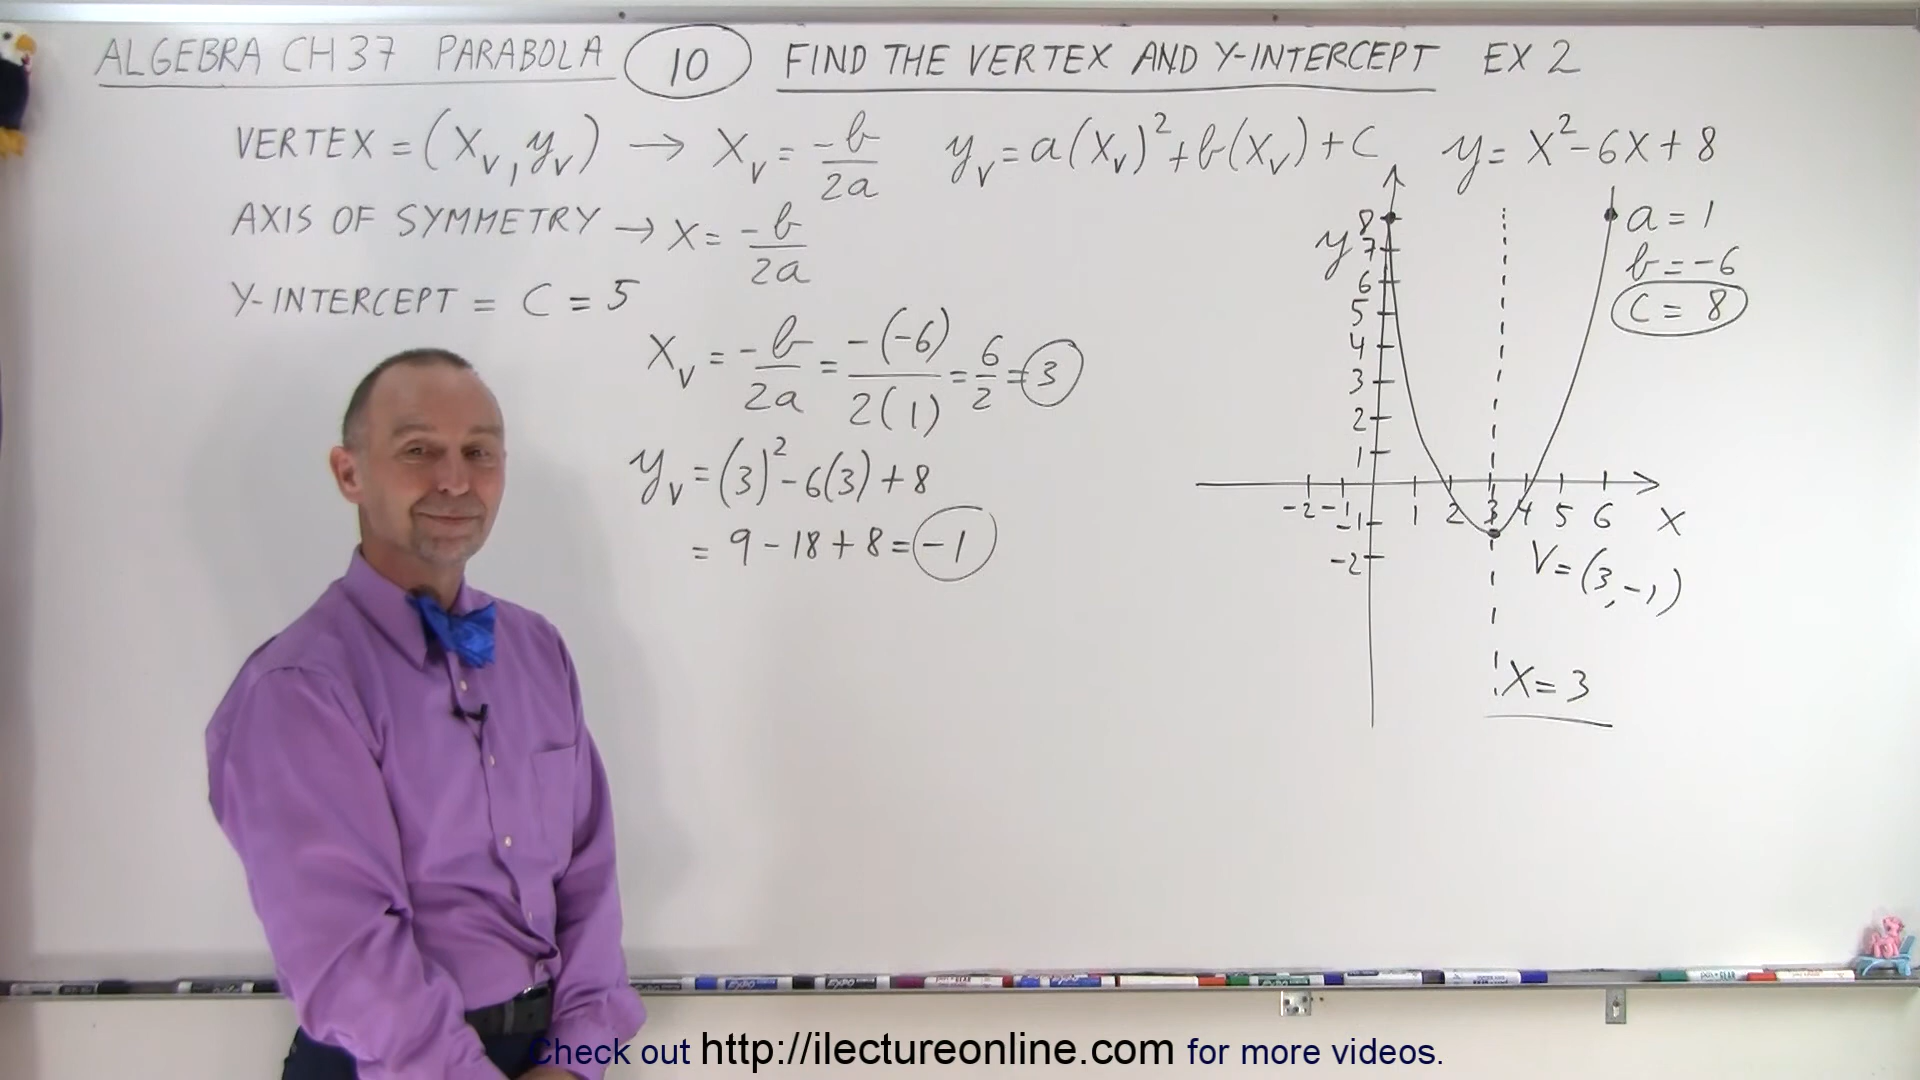 ALGEBRA CH 37 PARABOLA 10 FIND THE VERTEX AND Y-INTERCEPT EX 2
VERTEX = (Xv, yv) → Xv = -b/2a yv = a(Xv)² + b(Xv) + C y = X² - 6X + 8
AXIS OF SYMMETRY → X = -b/2a
Y-INTERCEPT = C = 5
Xv = -b/2a = -(-6)/2(1) = 6/2 = 3
yv = (3)² - 6(3) + 8
= 9 - 18 + 8 = -1
a = 1
b = -6
C = 8
y
8
7
6
5
4
3
2
1
-2 -1 1 2 3 4 5 6 X
-1
-2
V = (3, -1)
X = 3
Check out http://ilectureonline.com for more videos.